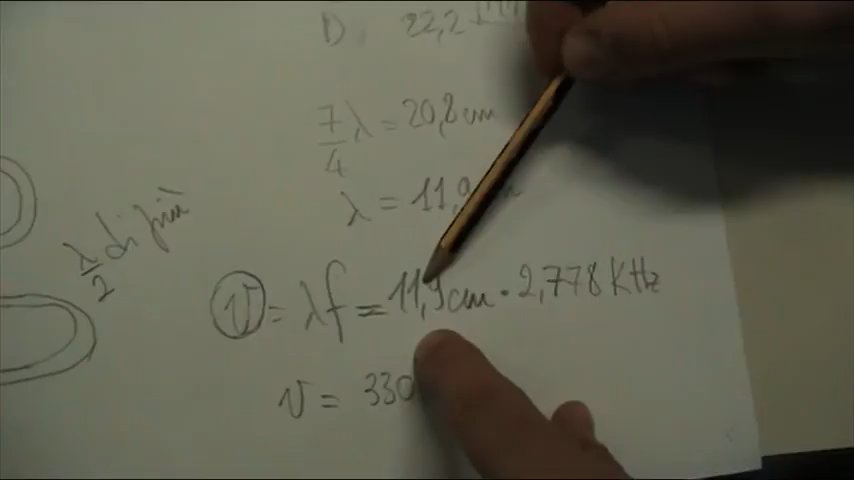 D. 22,2
7/4 λ = 20,8 cm
λ = 11,9
λ/2 di più
v = λf = 11,9 cm · 2,778 KHz
v = 330